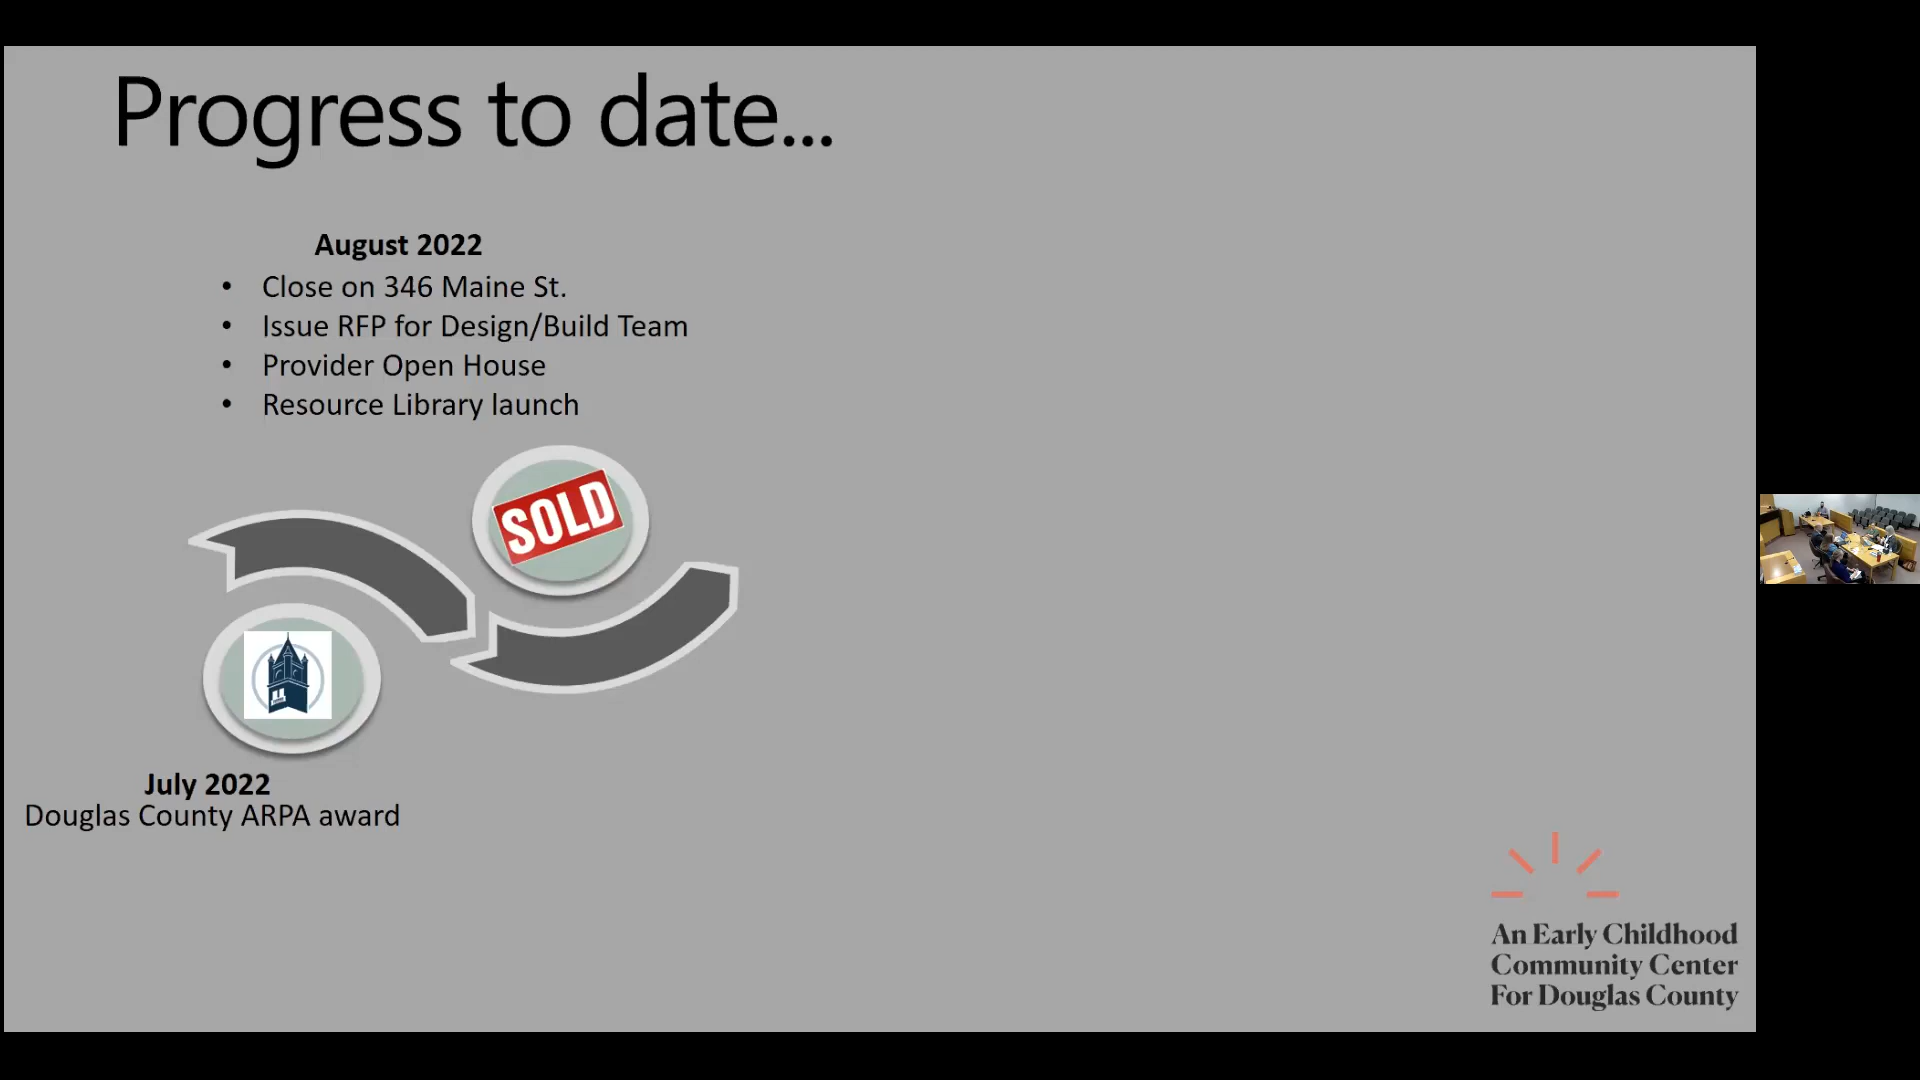 Progress to date...
August 2022
• Close on 346 Maine St.
• Issue RFP for Design/Build Team
• Provider Open House
• Resource Library launch
SOLD
July 2022
Douglas County ARPA award
An Early Childhood
Community Center
For Douglas County